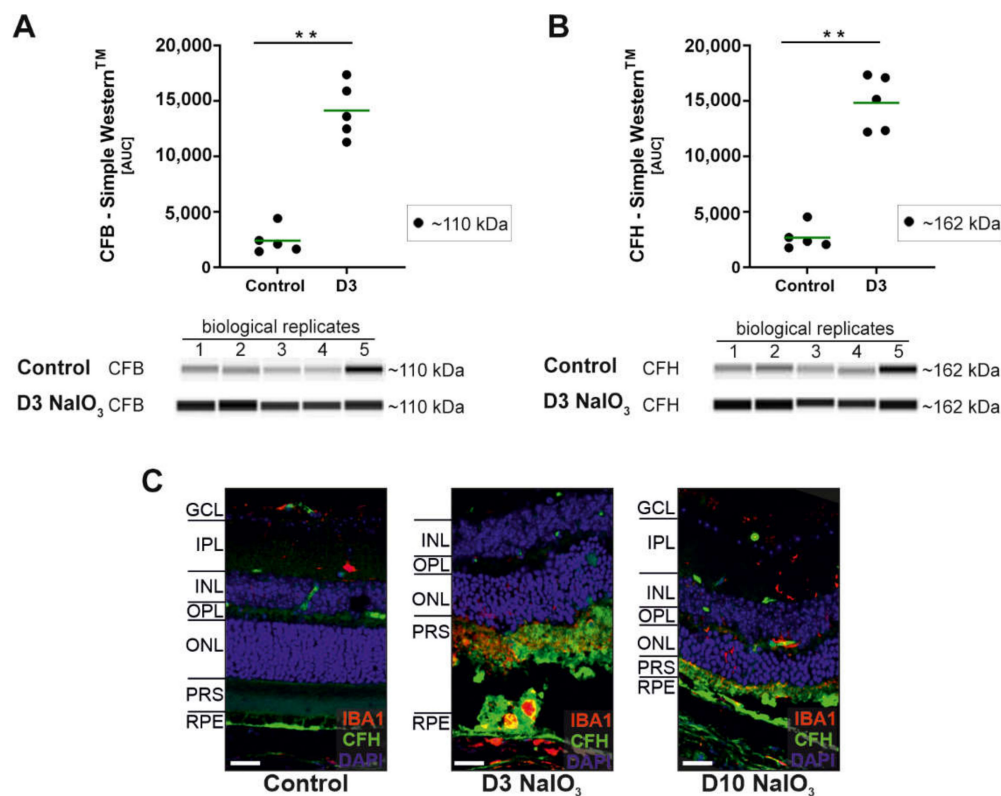 A
CFB - Simple Western™
[AUC]
20,000
15,000
10,000
5,000
0
**
Control D3
~110 kDa
biological replicates
1 2 3 4 5
Control CFB ~110 kDa
D3 NaIO₃ CFB ~110 kDa
B
CFH - Simple Western™
[AUC]
20,000
15,000
10,000
5,000
0
**
Control D3
~162 kDa
biological replicates
1 2 3 4 5
Control CFH ~162 kDa
D3 NaIO₃ CFH ~162 kDa
C
GCL
IPL
INL
OPL
ONL
PRS
RPE
IBA1
CFH
DAPI
Control
INL
OPL
ONL
PRS
RPE
IBA1
CFH
DAPI
D3 NaIO₃
GCL
IPL
INL
OPL
ONL
PRS
RPE
IBA1
CFH
DAPI
D10 NaIO₃